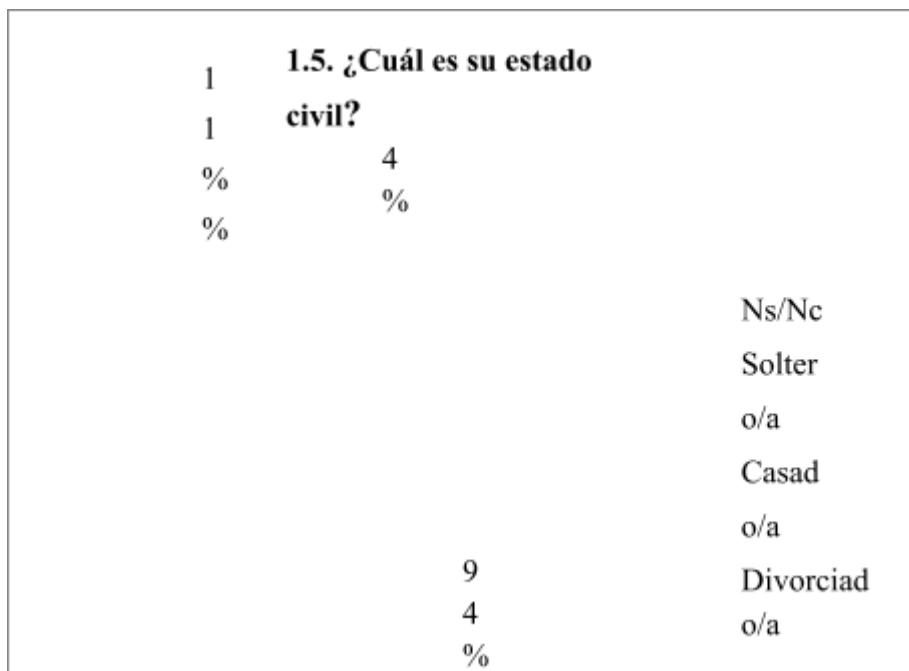 1.5. ¿Cuál es su estado
civil?
1
1
%
%
4
%
Ns/Nc
Solter
o/a
Casad
o/a
Divorciad
o/a
9
4
%